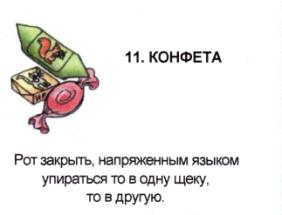 11. КОНФЕТА
Рот закрыть, напряженным языком
упираться то в одну щеку,
то в другую.